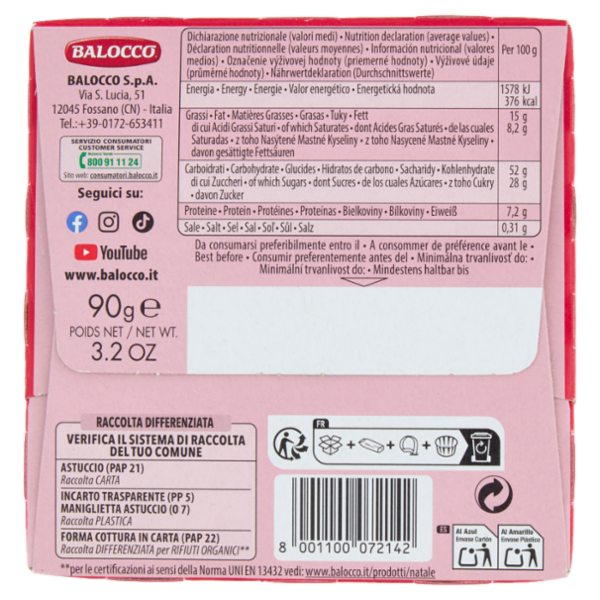 BALOCCO
BALOCCO S.p.A.
Via S. Lucia, 51
12045 Fossano (CN) - Italia
Tel.:+39-0172-653411
SERVIZIO CONSUMATORI
CUSTOMER SERVICE
800 91 11 24
Sito web: consumatori.balocco.it
Seguici su:
YouTube
www.balocco.it
90g e
POIDS NET / NET WT.
3.2 OZ
Dichiarazione nutrizionale (valori medi) • Nutrition declaration (average values) •
Déclaration nutritionnelle (valeurs moyennes) • Información nutricional (valores
medios) • Označenie výživovej hodnoty (priemerné hodnoty) • Výživové údaje
(průměrné hodnoty) • Nährwertdeklaration (Durchschnittswerte)
Per 100 g
Energia • Energy • Energie • Valor energético • Energetická hodnota
1578 kJ
376 kcal
Grassi • Fat • Matières Grasses • Grasas • Tuky • Fett
15 g
di cui Acidi Grassi Saturi • of which Saturates • dont Acides Gras Saturés • de las cuales
8,2 g
Saturadas • z toho Nasýtené Mastné Kyseliny • z toho Nasycené Mastné Kyseliny •
davon gesättigte Fettsäuren
Carboidrati • Carbohydrate • Glucides • Hidratos de carbono • Sacharidy • Kohlenhydrate
52 g
di cui Zuccheri • of which Sugars • dont Sucres • de los cuales Azúcares • z toho Cukry
28 g
• davon Zucker
Proteine • Protein • Protéines • Proteínas • Bielkoviny • Bílkoviny • Eiweiß
7,2 g
Sale • Salt • Sel • Sal • Soľ • Sůl • Salz
0,31 g
Da consumarsi preferibilmente entro il • A consommer de préférence avant le •
Best before • Consumir preferentemente antes del • Minimálna trvanlivosť do: •
Minimální trvanlivost do: • Mindestens haltbar bis
RACCOLTA DIFFERENZIATA
VERIFICA IL SISTEMA DI RACCOLTA
DEL TUO COMUNE
ASTUCCIO (PAP 21)
Raccolta CARTA
INCARTO TRASPARENTE (PP 5)
MANIGLIETTA ASTUCCIO (O 7)
Raccolta PLASTICA
FORMA COTTURA IN CARTA (PAP 22)
Raccolta DIFFERENZIATA per RIFIUTI ORGANICI**
**per le certificazioni ai sensi della Norma UNI EN 13432 vedi: www.balocco.it/prodotti/natale
FR
+ + +
8 001100 072142
ES
Al Azul
Envase Cartón
Al Amarillo
Envase Plástico